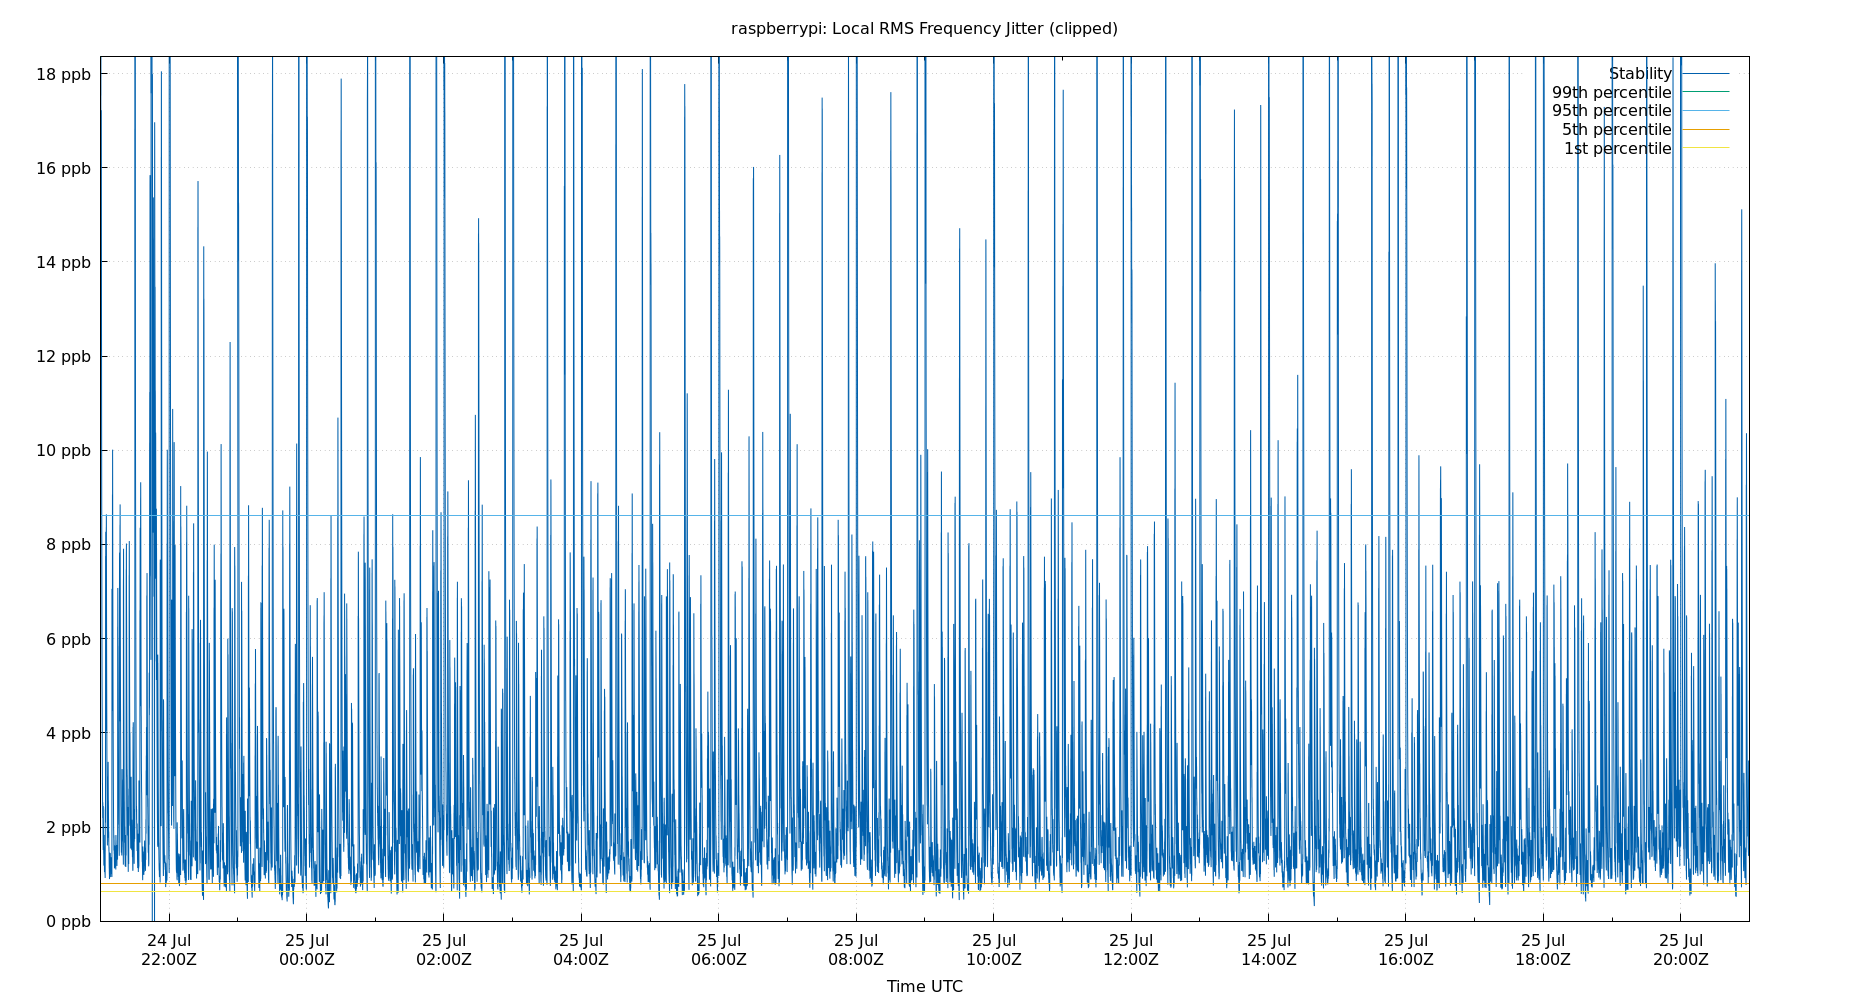 raspberrypi: Local RMS Frequency Jitter (clipped)
18 ppb
16 ppb
14 ppb
12 ppb
10 ppb
8 ppb
6 ppb
4 ppb
2 ppb
0 ppb
Stability
99th percentile
95th percentile
5th percentile
1st percentile
24 Jul 25 Jul 25 Jul 25 Jul 25 Jul 25 Jul 25 Jul 25 Jul 25 Jul 25 Jul 25 Jul 25 Jul
22:00Z 00:00Z 02:00Z 04:00Z 06:00Z 08:00Z 10:00Z 12:00Z 14:00Z 16:00Z 18:00Z 20:00Z
Time UTC